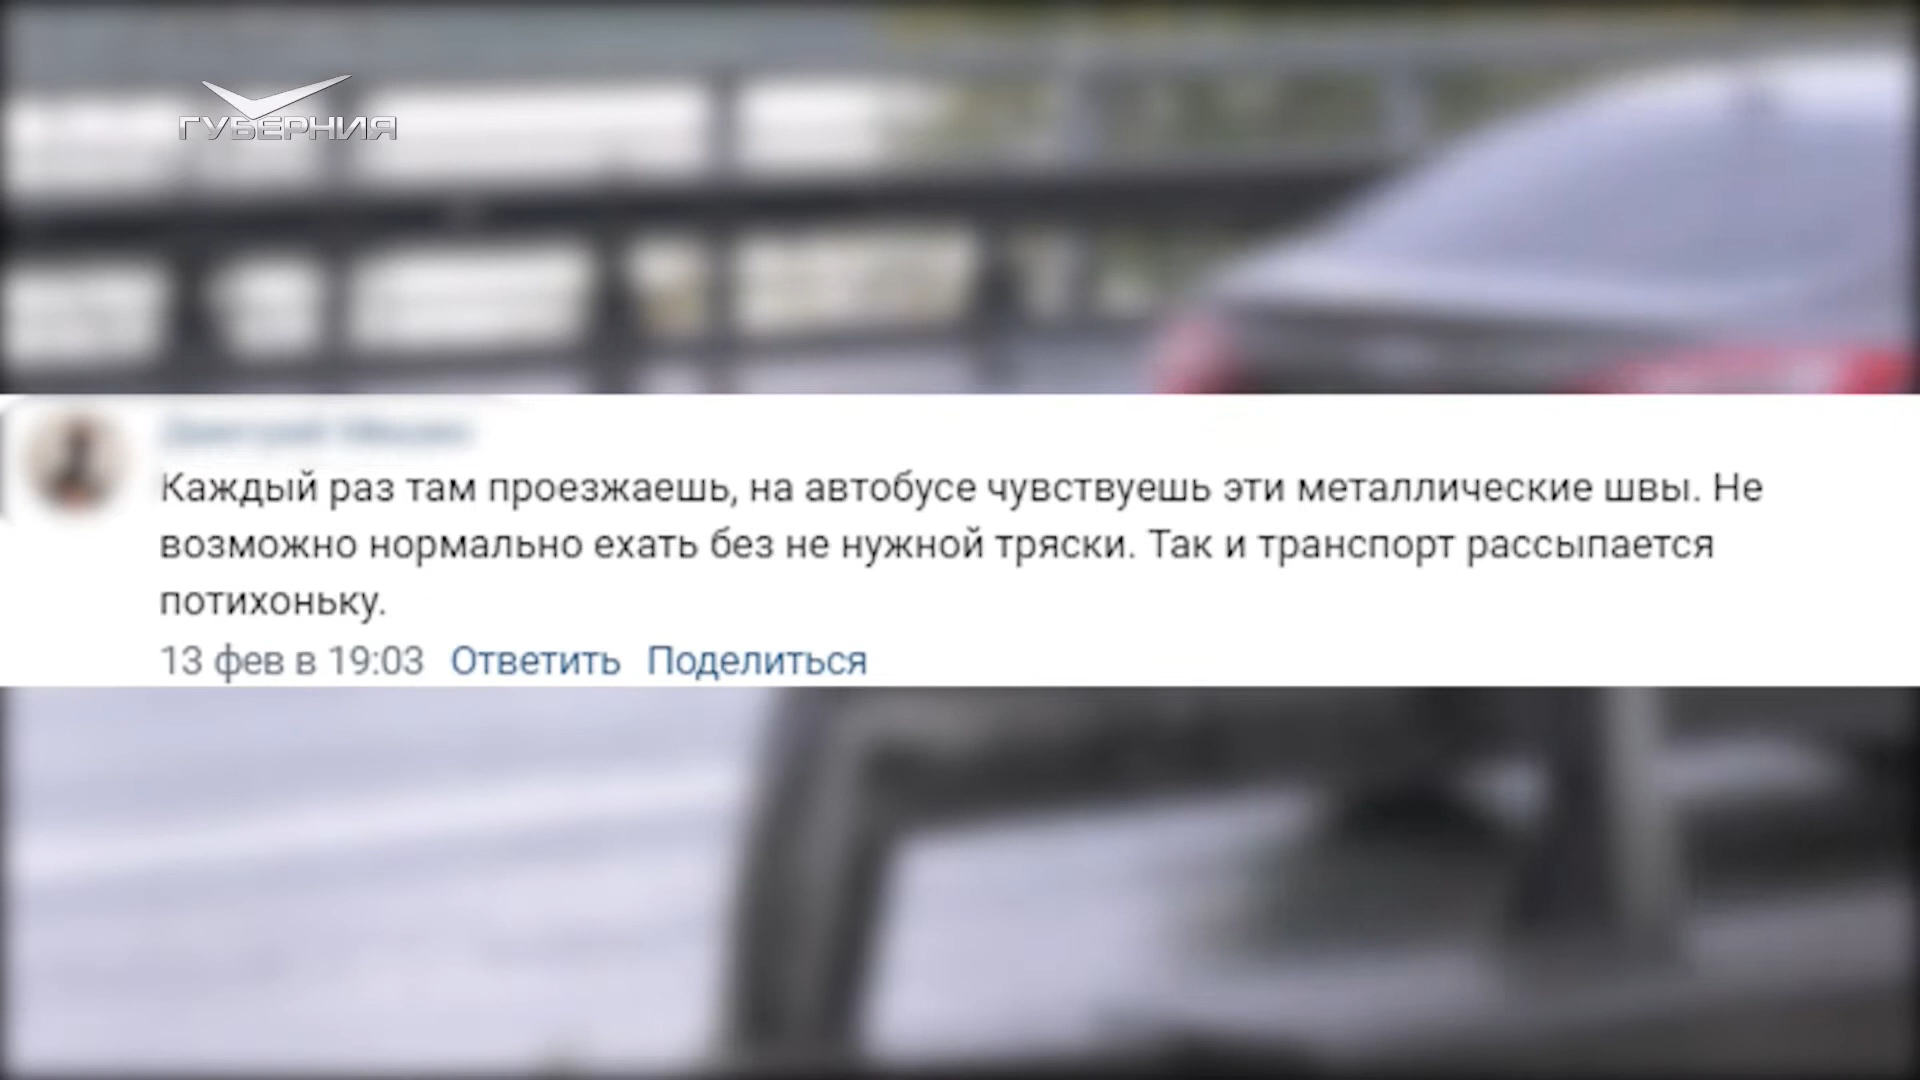 ГУБЕРНИЯ
Каждый раз там проезжаешь, на автобусе чувствуешь эти металлические швы. Не
возможно нормально ехать без не нужной тряски. Так и транспорт рассыпается
потихоньку.
13 фев в 19:03 Ответить Поделиться